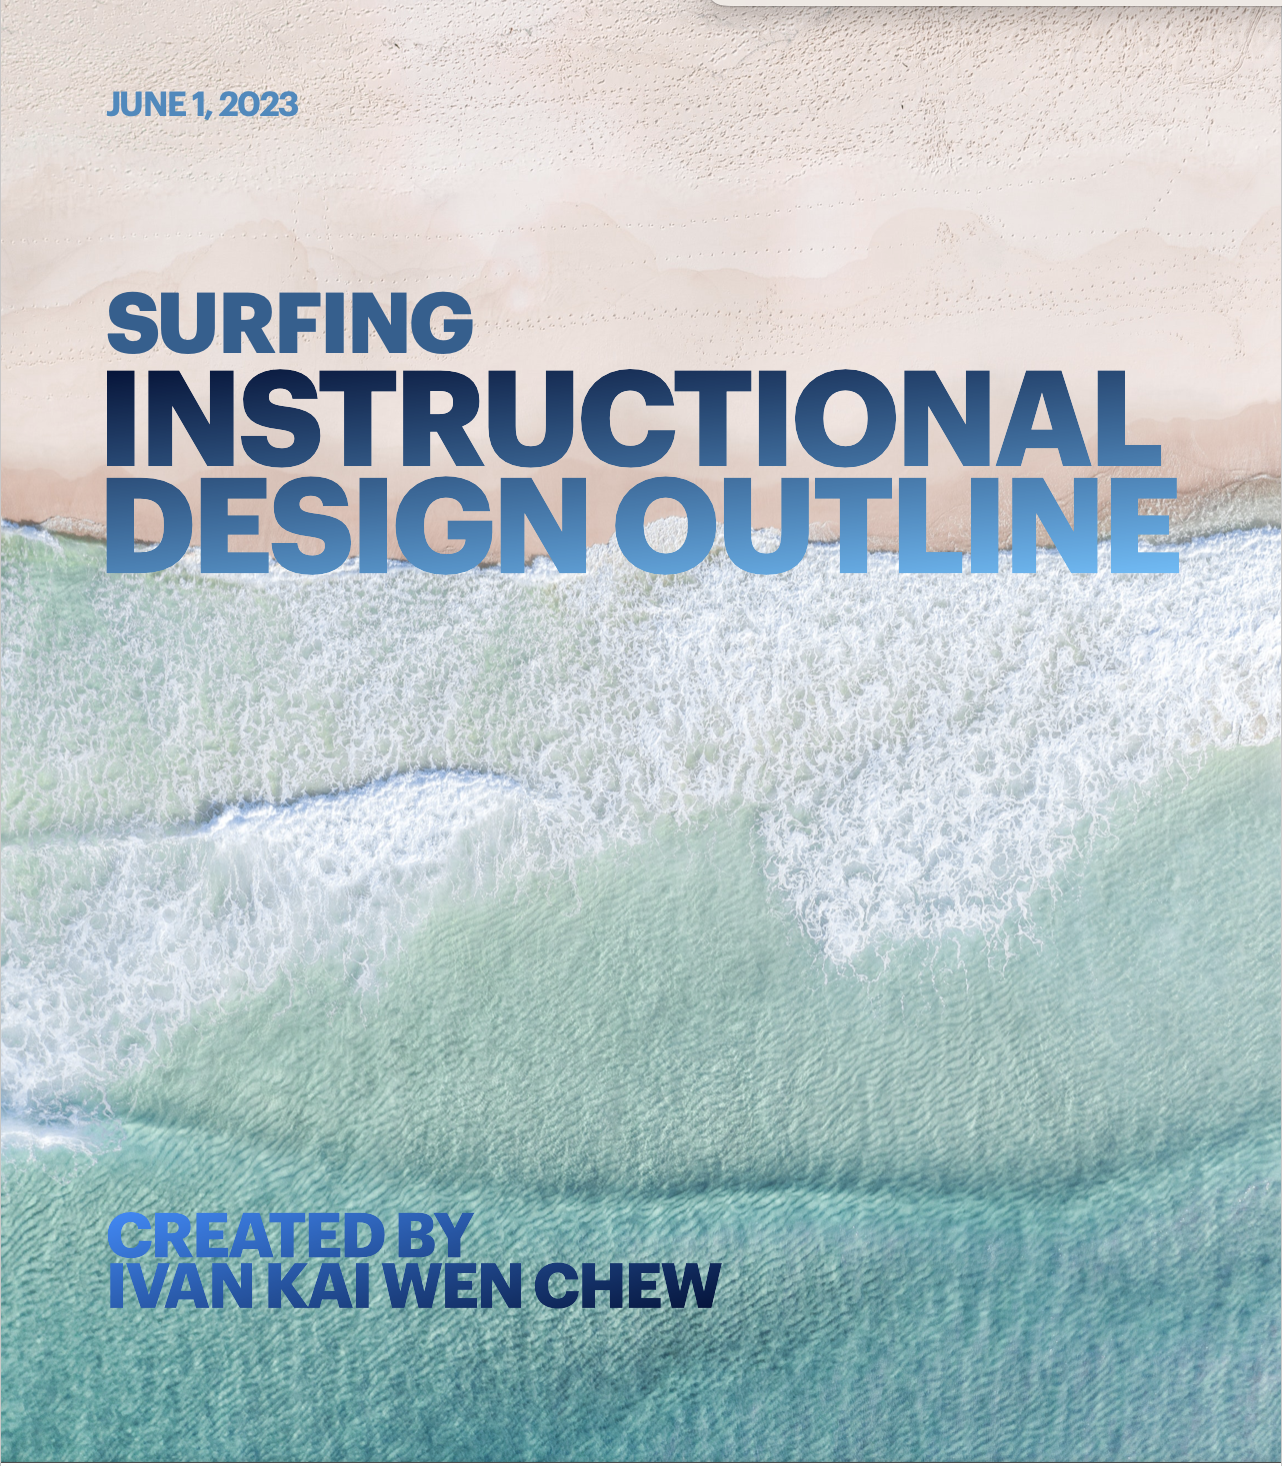 JUNE 1, 2023
SURFING
INSTRUCTIONAL
DESIGN OUTLINE
CREATED BY
IVAN KAI WEN CHEW